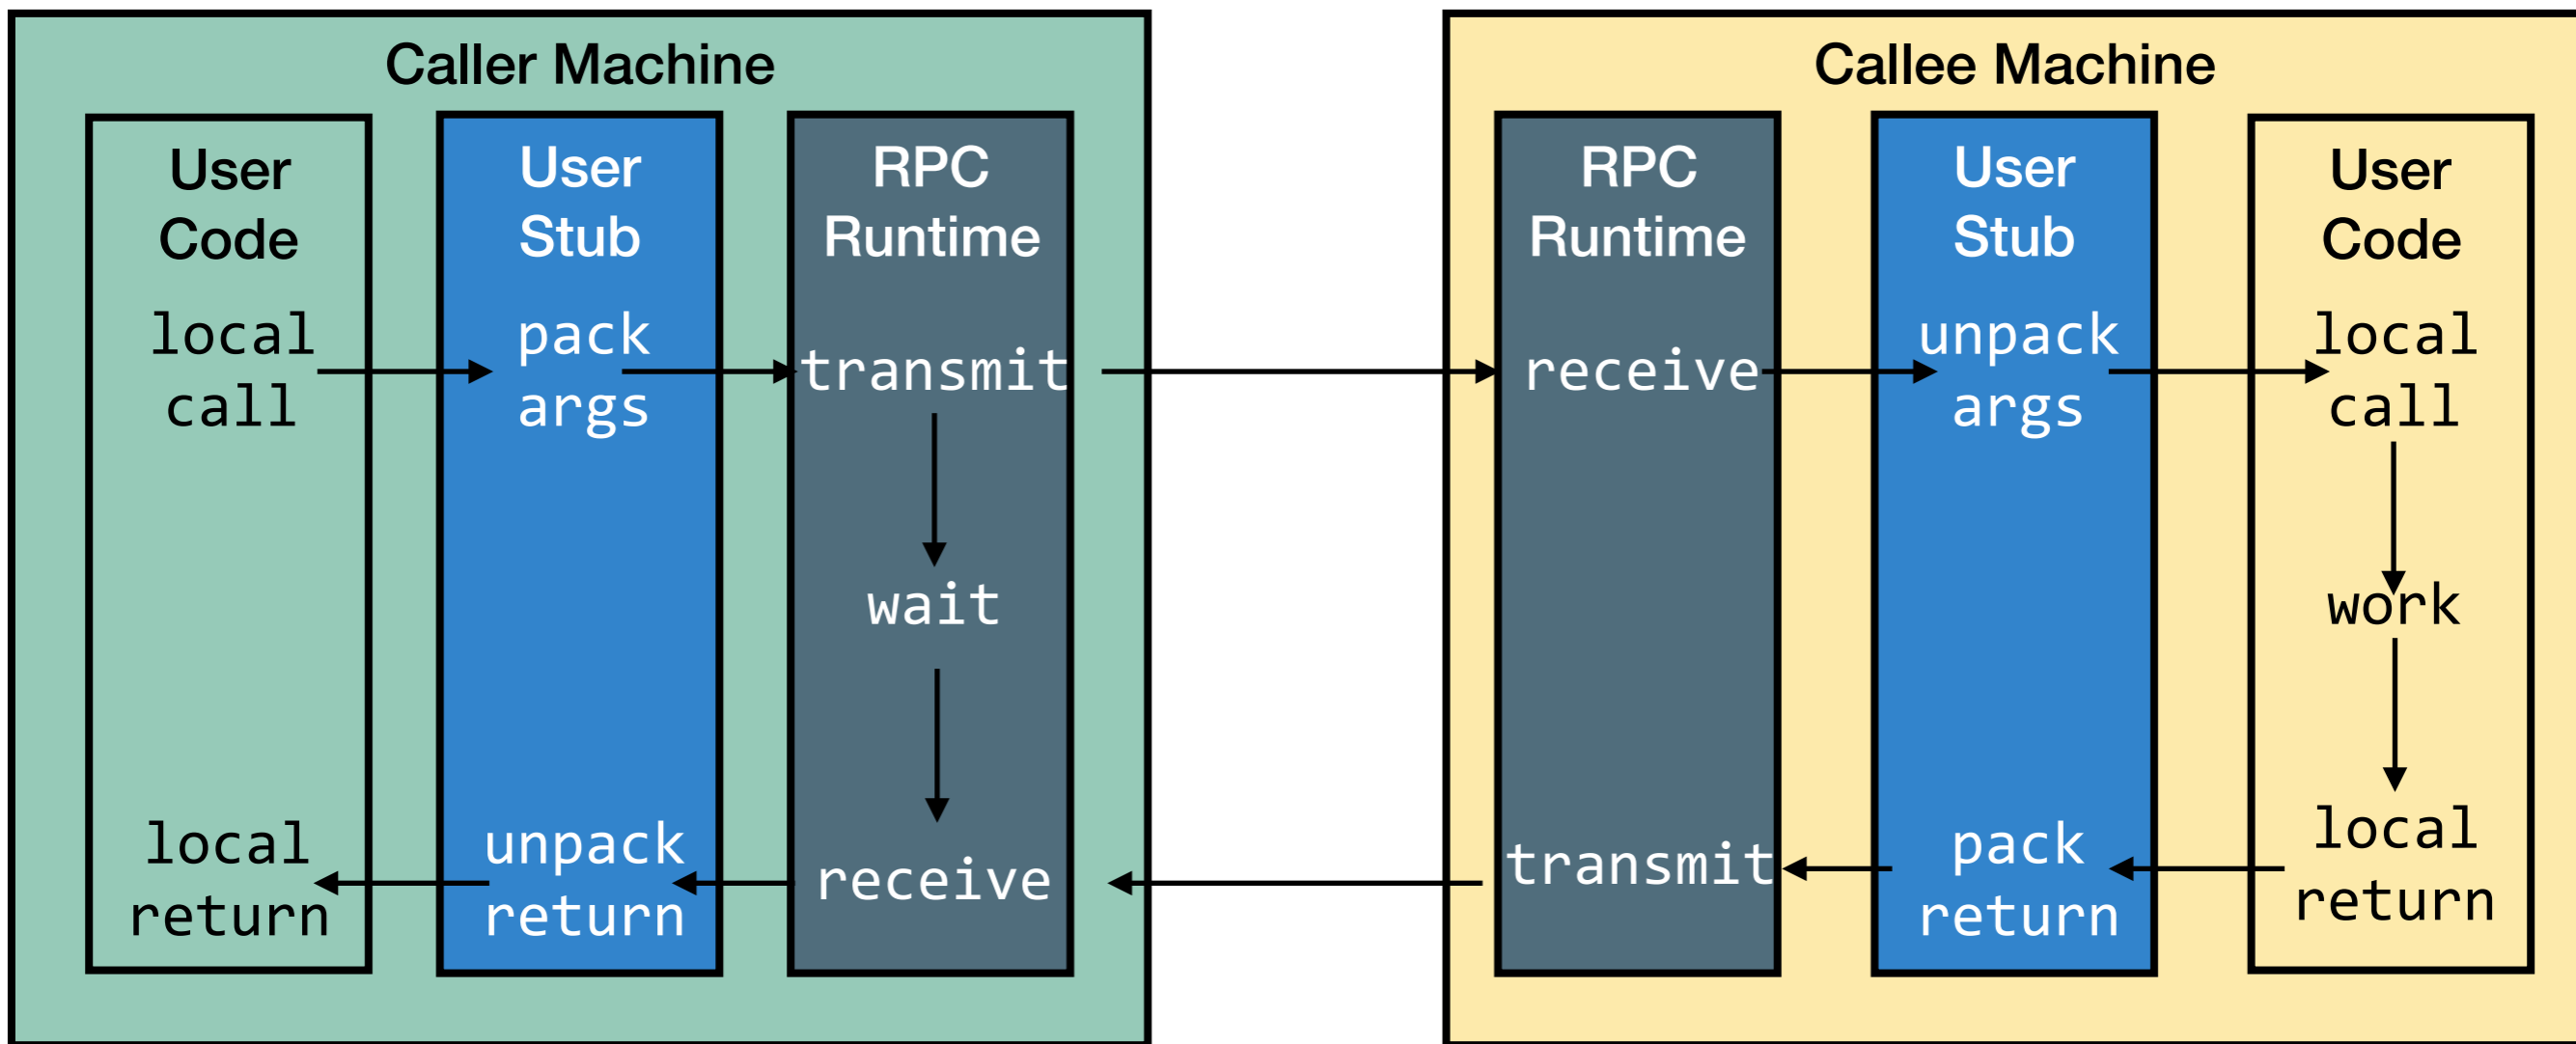 Caller Machine
User
Code
local
call
local
return
User
Stub
pack
args
unpack
return
RPC
Runtime
transmit
wait
receive
Callee Machine
RPC
Runtime
receive
transmit
User
Stub
unpack
args
pack
return
User
Code
local
call
work
local
return